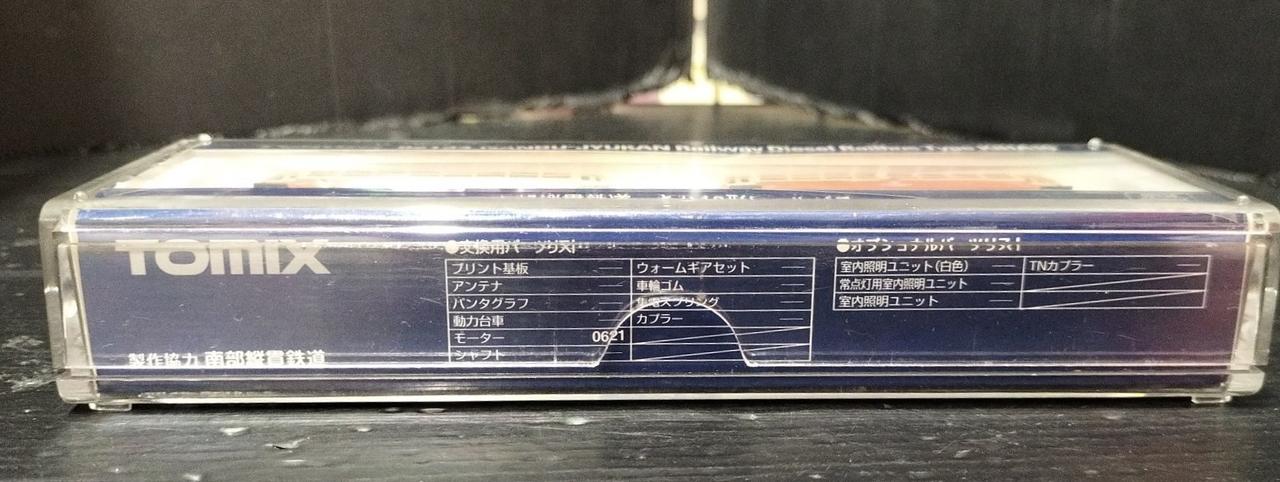 NANBU-JYUKAN Railway Diesel Railbus Type
TOMIX
●交換用パーツリスト
プリント基板 — ウォームギアセット —
アンテナ — 車輪ゴム —
パンタグラフ — 集電スプリング —
動力台車 — カプラー —
モーター 0621
シャフト —
●オプショナルパーツリスト
室内照明ユニット(白色) — TNカプラー —
常点灯用室内照明ユニット —
室内照明ユニット —
製作協力 南部縦貫鉄道